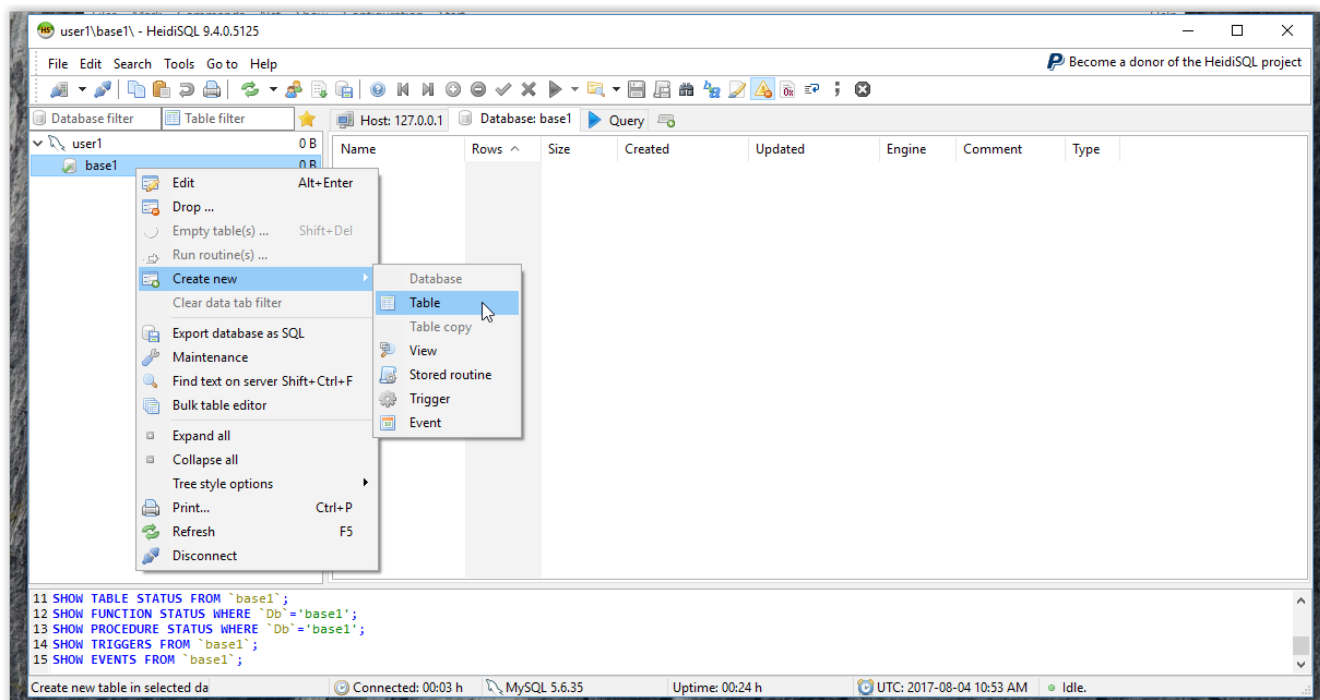 user1\base1\ - HeidiSQL 9.4.0.5125
File Edit Search Tools Go to Help
Become a donor of the HeidiSQL project
Database filter Table filter Host: 127.0.0.1 Database: base1 Query
user1 0 B
base1 0 B
Name Rows Size Created Updated Engine Comment Type
Edit Alt+Enter
Drop ...
Empty table(s) ... Shift+Del
Run routine(s) ...
Create new
Clear data tab filter
Export database as SQL
Maintenance
Find text on server Shift+Ctrl+F
Bulk table editor
Expand all
Collapse all
Tree style options
Print... Ctrl+P
Refresh F5
Disconnect
Database
Table
Table copy
View
Stored routine
Trigger
Event
11 SHOW TABLE STATUS FROM `base1`;
12 SHOW FUNCTION STATUS WHERE `Db`='base1';
13 SHOW PROCEDURE STATUS WHERE `Db`='base1';
14 SHOW TRIGGERS FROM `base1`;
15 SHOW EVENTS FROM `base1`;
Create new table in selected da Connected: 00:03 h MySQL 5.6.35 Uptime: 00:24 h UTC: 2017-08-04 10:53 AM Idle.